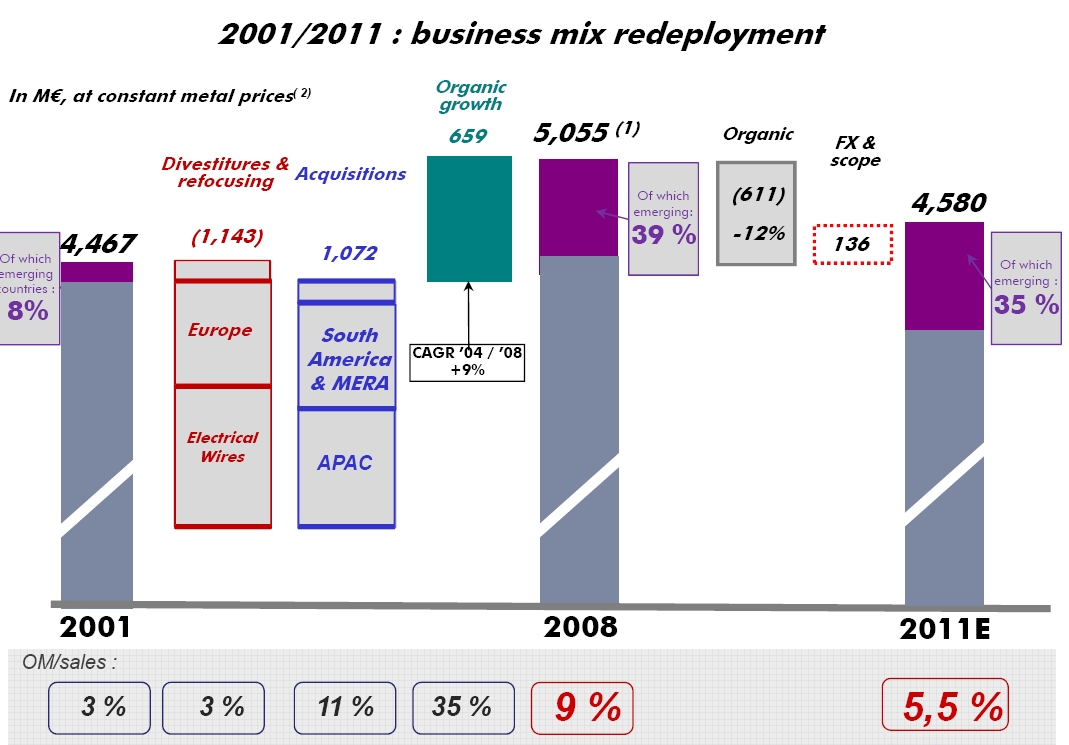 2001/2011 : business mix redeployment
In M€, at constant metal prices( 2)
Organic
growth
659
5,055 (1)
Organic
FX &
scope
Divestitures &
refocusing
Acquisitions
4,467
(1,143)
1,072
4,580
Of which
emerging
countries :
8%
Europe
Electrical
Wires
South
America
& MERA
APAC
CAGR '04 / '08
+9%
Of which
emerging:
39 %
(611)
-12%
136
Of which
emerging :
35 %
2001
2008
2011E
OM/sales :
3 %
3 %
11 %
35 %
9 %
5,5 %